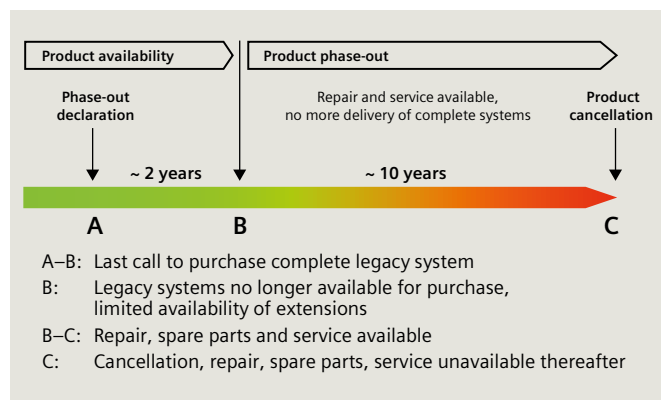 Product availability
Product phase-out
Phase-out
declaration
Repair and service available,
no more delivery of complete systems
Product
cancellation
~ 2 years
~ 10 years
A
B
C
A–B: Last call to purchase complete legacy system
B: Legacy systems no longer available for purchase,
limited availability of extensions
B–C: Repair, spare parts and service available
C: Cancellation, repair, spare parts, service unavailable thereafter